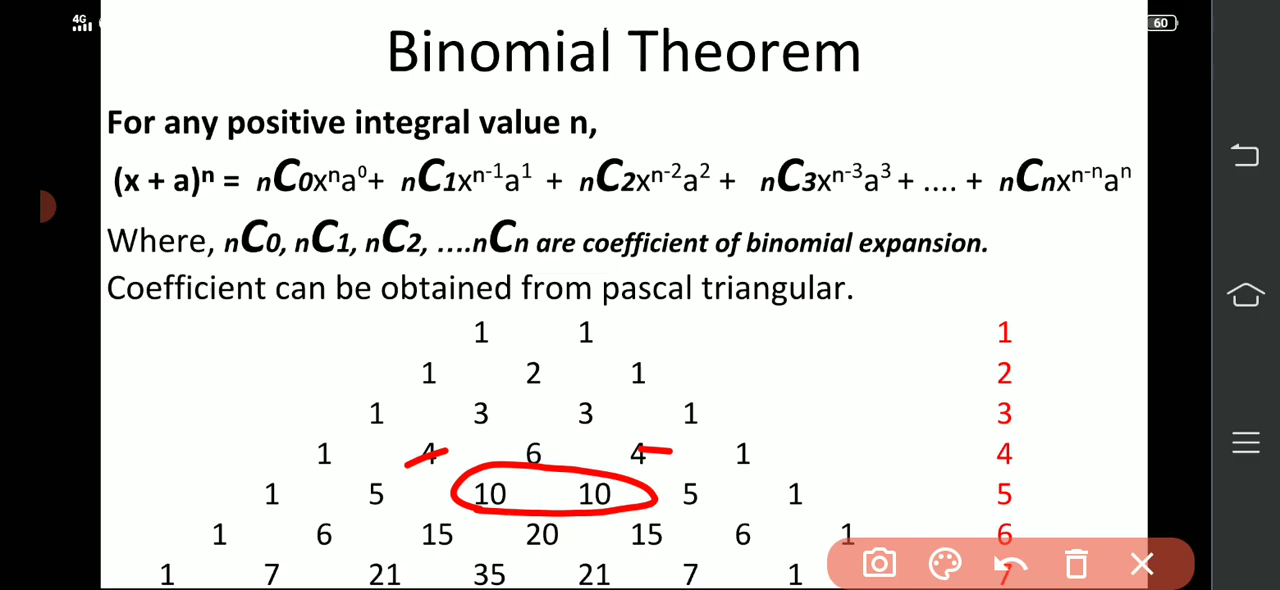 4G
60
Binomial Theorem
For any positive integral value n,
(x + a)ⁿ = nC0xⁿa⁰+ nC1xⁿ⁻¹a¹ + nC2xⁿ⁻²a² + nC3xⁿ⁻³a³ + .... + nCnxⁿ⁻ⁿaⁿ
Where, nC0, nC1, nC2, ....nCn are coefficient of binomial expansion.
Coefficient can be obtained from pascal triangular.
1 1 1
1 2 1 2
1 3 3 1 3
1 4 6 4 1 4
1 5 10 10 5 1 5
1 6 15 20 15 6 1 6
1 7 21 35 21 7 1 7